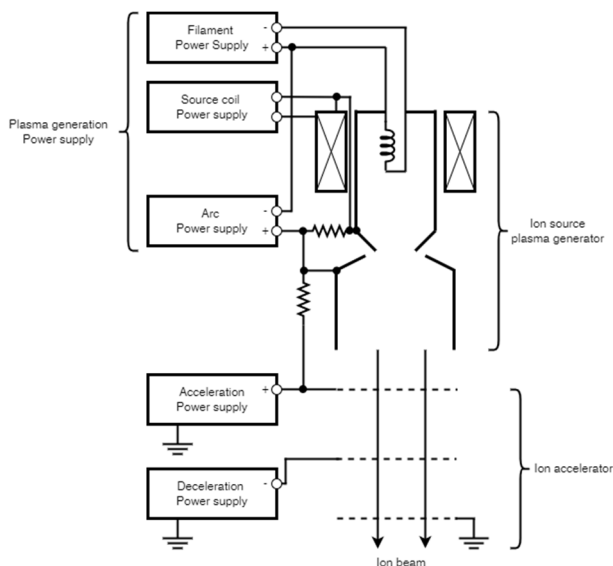 Filament
Power Supply
-
+
Source coil
Power supply
Plasma generation
Power supply
Arc
Power supply
-
+
Ion source
plasma generator
Acceleration
Power supply
+
Deceleration
Power supply
-
Ion accelerator
Ion beam